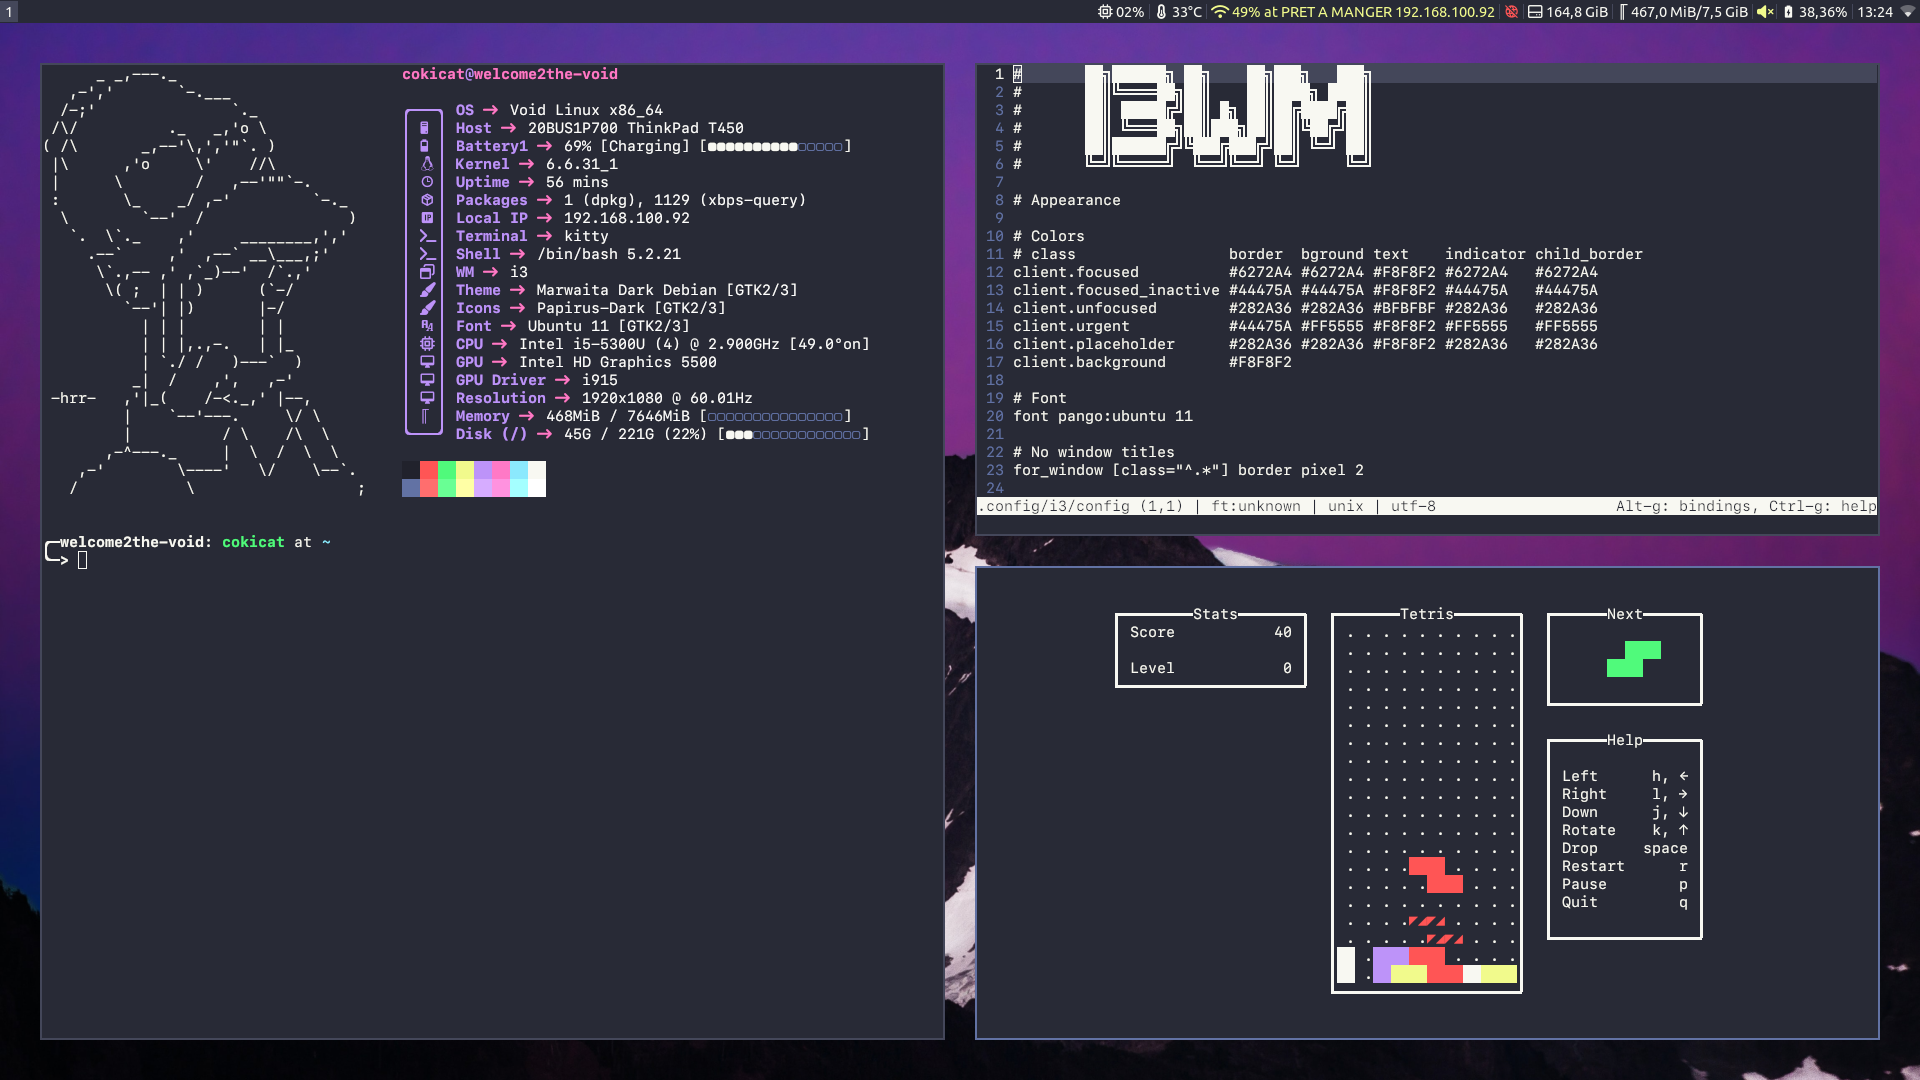 1
02% 33°C 49% at PRET A MANGER 192.168.100.92 164,8 GiB 467,0 MiB/7,5 GiB 38,36% 13:24
cokicat@welcome2the-void
OS → Void Linux x86_64
Host → 20BUS1P700 ThinkPad T450
Battery1 → 69% [Charging]
Kernel → 6.6.31_1
Uptime → 56 mins
Packages → 1 (dpkg), 1129 (xbps-query)
Local IP → 192.168.100.92
Terminal → kitty
Shell → /bin/bash 5.2.21
WM → i3
Theme → Marwaita Dark Debian [GTK2/3]
Icons → Papirus-Dark [GTK2/3]
Font → Ubuntu 11 [GTK2/3]
CPU → Intel i5-5300U (4) @ 2.900GHz [49.0°on]
GPU → Intel HD Graphics 5500
GPU Driver → i915
Resolution → 1920x1080 @ 60.01Hz
Memory → 468MiB / 7646MiB
Disk (/) → 45G / 221G (22%)
-hrr-
welcome2the-void: cokicat at ~
>
I3WM
1 #
2 #
3 #
4 #
5 #
6 #
7
8 # Appearance
9
10 # Colors
11 # class border bground text indicator child_border
12 client.focused #6272A4 #6272A4 #F8F8F2 #6272A4 #6272A4
13 client.focused_inactive #44475A #44475A #F8F8F2 #44475A #44475A
14 client.unfocused #282A36 #282A36 #BFBFBF #282A36 #282A36
15 client.urgent #44475A #FF5555 #F8F8F2 #FF5555 #FF5555
16 client.placeholder #282A36 #282A36 #F8F8F2 #282A36 #282A36
17 client.background #F8F8F2
18
19 # Font
20 font pango:ubuntu 11
21
22 # No window titles
23 for_window [class="^.*"] border pixel 2
24
.config/i3/config (1,1) | ft:unknown | unix | utf-8 Alt-g: bindings, Ctrl-g: help
Stats
Score 40
Level 0
Tetris
Next
Help
Left h, ←
Right l, →
Down j, ↓
Rotate k, ↑
Drop space
Restart r
Pause p
Quit q